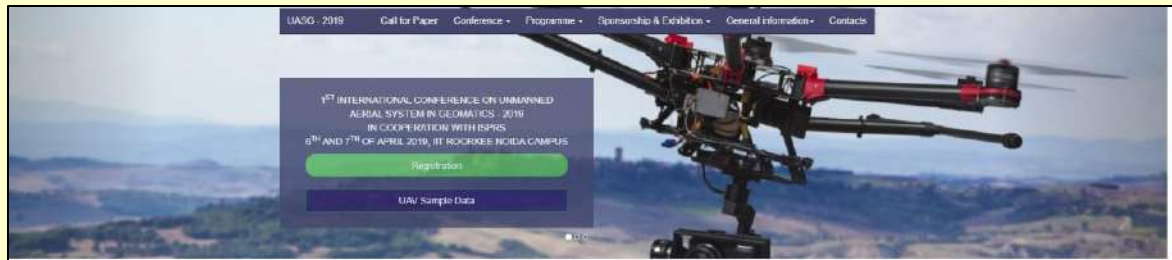 UASG - 2019 Call for Paper Conference Programme Sponsorship & Exhibition General information Contacts
1ST INTERNATIONAL CONFERENCE ON UNMANNED
AERIAL SYSTEM IN GEOMATICS - 2019
IN COOPERATION WITH ISPRS
6TH AND 7TH OF APRIL 2019, IIT ROORKEE NOIDA CAMPUS
Registration
UAV Sample Data